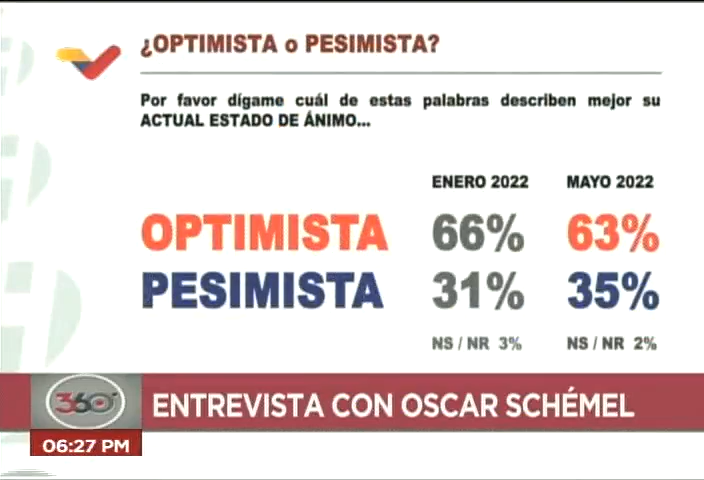 ¿OPTIMISTA o PESIMISTA?
Por favor dígame cuál de estas palabras describen mejor su
ACTUAL ESTADO DE ÁNIMO...
ENERO 2022 MAYO 2022
OPTIMISTA 66% 63%
PESIMISTA 31% 35%
NS / NR 3% NS / NR 2%
360°
ENTREVISTA CON OSCAR SCHÉMEL
06:27 PM